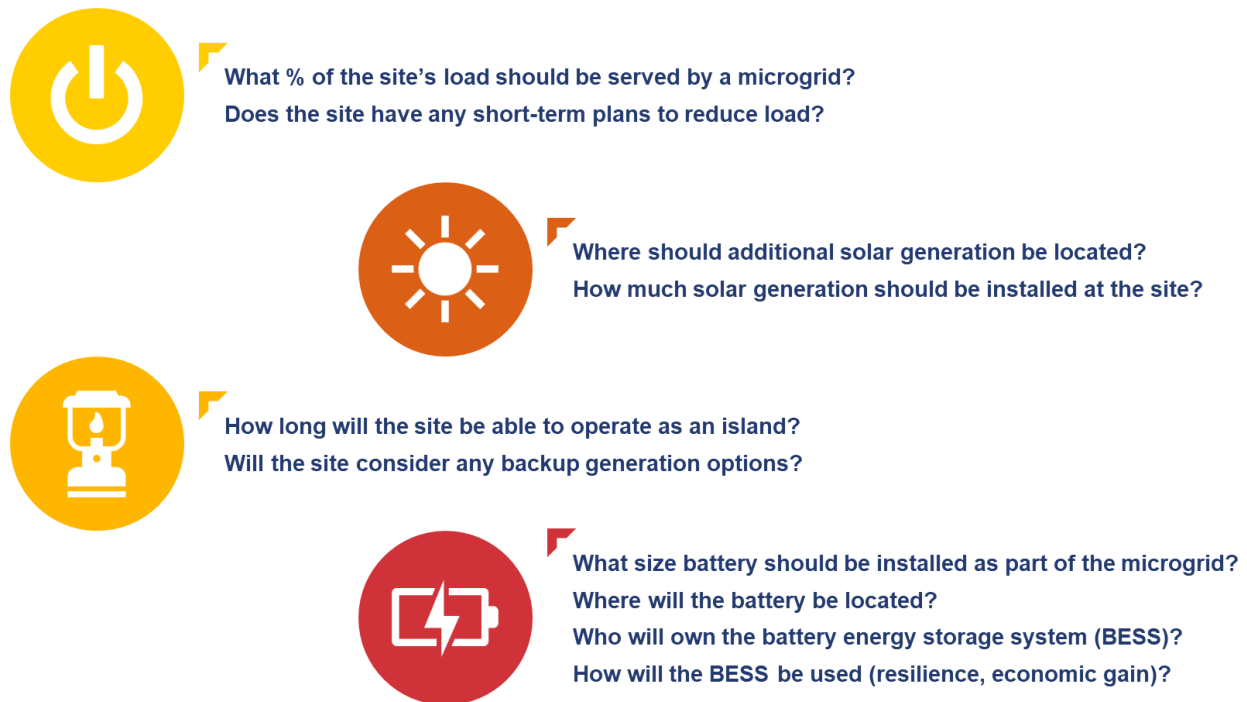 What % of the site’s load should be served by a microgrid?
Does the site have any short-term plans to reduce load?
Where should additional solar generation be located?
How much solar generation should be installed at the site?
How long will the site be able to operate as an island?
Will the site consider any backup generation options?
What size battery should be installed as part of the microgrid?
Where will the battery be located?
Who will own the battery energy storage system (BESS)?
How will the BESS be used (resilience, economic gain)?